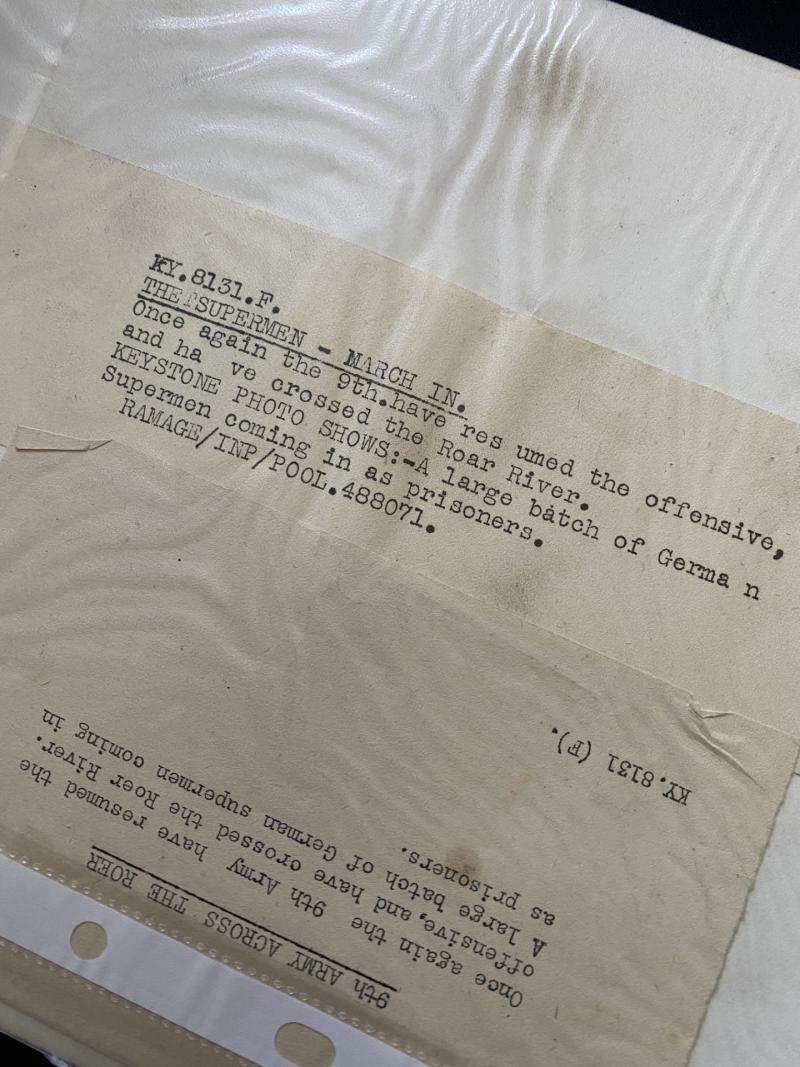 KY.8131.F.
THE SUPERMEN - MARCH IN.
Once again the 9th.have res umed the offensive,
and ha ve crossed the Roar River.
KEYSTONE PHOTO SHOWS:-A large batch of Germa n
Supermen coming in as prisoners.
RAMAGE/INP/POOL.488071.
9th ARMY ACROSS THE ROER
Once again the 9th Army have resumed the
offensive, and have crossed the Roer River.
A large batch of German supermen coming in
as prisoners.
KY.8131 (F).